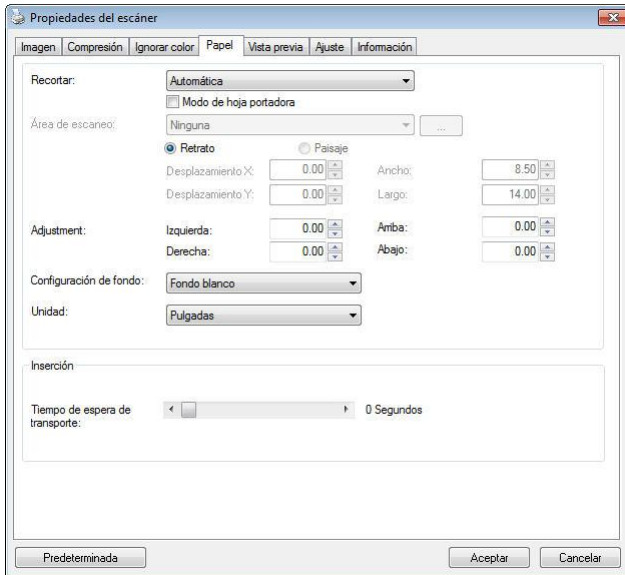 Propiedades del escáner
Imagen Compresión Ignorar color Papel Vista previa Ajuste Información
Recortar: Automática
Modo de hoja portadora
Área de escaneo: Ninguna ...
Retrato Paisaje
Desplazamiento X: 0.00 Ancho: 8.50
Desplazamiento Y: 0.00 Largo: 14.00
Adjustment: Izquierda: 0.00 Arriba: 0.00
Derecha: 0.00 Abajo: 0.00
Configuración de fondo: Fondo blanco
Unidad: Pulgadas
Inserción
Tiempo de espera de 0 Segundos
transporte:
Predeterminada Aceptar Cancelar